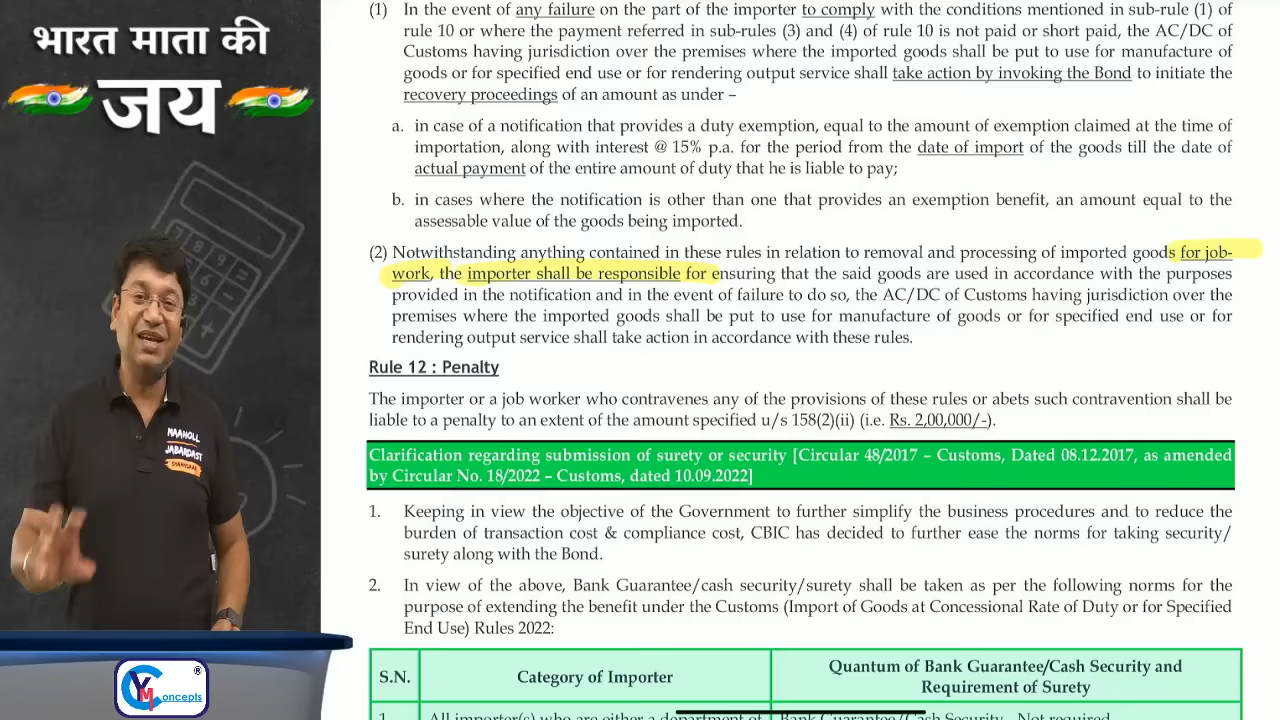 भारत माता की
जय
(1) In the event of any failure on the part of the importer to comply with the conditions mentioned in sub-rule (1) of
rule 10 or where the payment referred in sub-rules (3) and (4) of rule 10 is not paid or short paid, the AC/DC of
Customs having jurisdiction over the premises where the imported goods shall be put to use for manufacture of
goods or for specified end use or for rendering output service shall take action by invoking the Bond to initiate the
recovery proceedings of an amount as under –
a. in case of a notification that provides a duty exemption, equal to the amount of exemption claimed at the time of
importation, along with interest @ 15% p.a. for the period from the date of import of the goods till the date of
actual payment of the entire amount of duty that he is liable to pay;
b. in cases where the notification is other than one that provides an exemption benefit, an amount equal to the
assessable value of the goods being imported.
(2) Notwithstanding anything contained in these rules in relation to removal and processing of imported goods for job-
work, the importer shall be responsible for ensuring that the said goods are used in accordance with the purposes
provided in the notification and in the event of failure to do so, the AC/DC of Customs having jurisdiction over the
premises where the imported goods shall be put to use for manufacture of goods or for specified end use or for
rendering output service shall take action in accordance with these rules.
Rule 12 : Penalty
The importer or a job worker who contravenes any of the provisions of these rules or abets such contravention shall be
liable to a penalty to an extent of the amount specified u/s 158(2)(ii) (i.e. Rs. 2,00,000/-).
Clarification regarding submission of surety or security [Circular 48/2017 – Customs, Dated 08.12.2017, as amended
by Circular No. 18/2022 – Customs, dated 10.09.2022]
1. Keeping in view the objective of the Government to further simplify the business procedures and to reduce the
burden of transaction cost & compliance cost, CBIC has decided to further ease the norms for taking security/
surety along with the Bond.
2. In view of the above, Bank Guarantee/cash security/surety shall be taken as per the following norms for the
purpose of extending the benefit under the Customs (Import of Goods at Concessional Rate of Duty or for Specified
End Use) Rules 2022:
S.N. Category of Importer Quantum of Bank Guarantee/Cash Security and
Requirement of Surety
1. All importer(s) who are either a department of Bank Guarantee/Cash Security - Not required
NAAHOLL
JABARDAST
SHANDAAR
YM Concepts